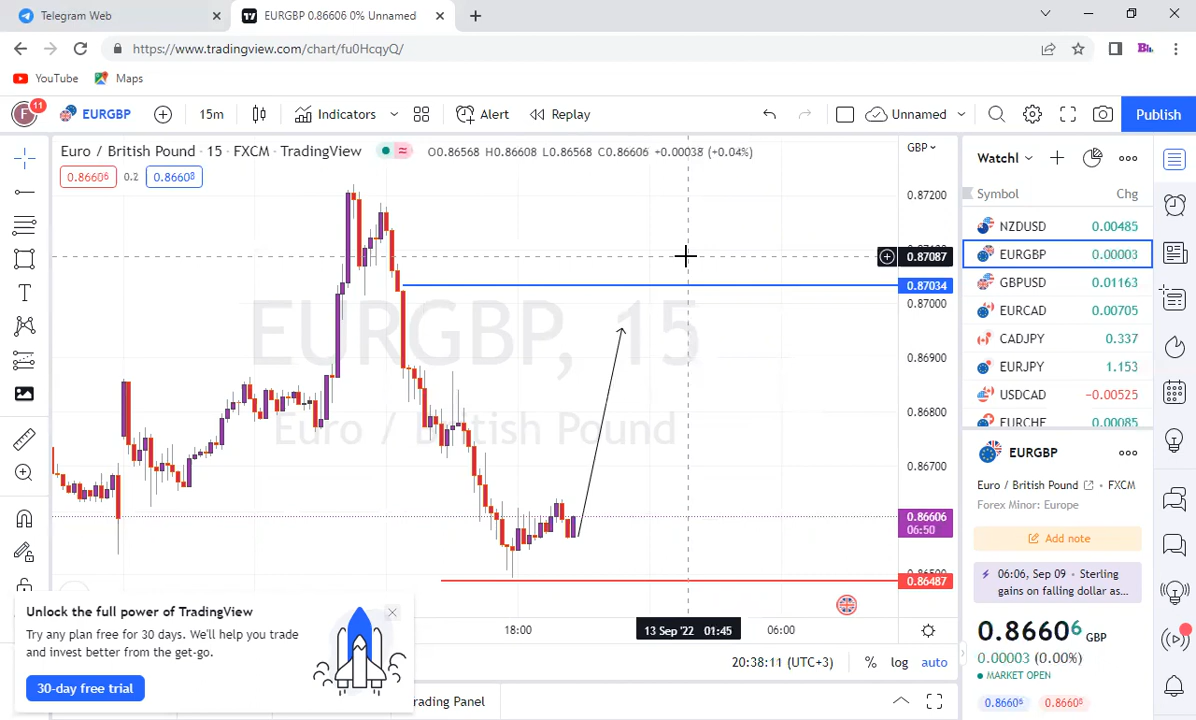 Telegram Web
EURGBP 0.86606 0% Unnamed
https://www.tradingview.com/chart/fu0HcqyQ/
YouTube
Maps
F
11
EURGBP
15m
Indicators
Alert
Replay
Unnamed
Publish
Euro / British Pound · 15 · FXCM · TradingView
O0.86568 H0.86608 L0.86568 C0.86606 +0.00038 (+0.04%)
0.86606
0.2
0.86608
GBP
0.87200
0.87087
0.87034
0.87000
0.86900
0.86800
0.86700
0.86606
06:50
0.86487
EURGBP, 15
Euro / British Pound
18:00
13 Sep '22 01:45
06:00
20:38:11 (UTC+3)
%
log
auto
rading Panel
Unlock the full power of TradingView
Try any plan free for 30 days. We'll help you trade
and invest better from the get-go.
30-day free trial
Watchl
Symbol
Chg
NZDUSD 0.00485
EURGBP 0.00003
GBPUSD 0.01163
EURCAD 0.00705
CADJPY 0.337
EURJPY 1.153
USDCAD −0.00525
EURCHF 0.00085
EURGBP
Euro / British Pound · FXCM
Forex Minor: Europe
Add note
06:06, Sep 09 · Sterling
gains on falling dollar as...
0.86606 GBP
0.00003 (0.00%)
MARKET OPEN
0.86606
0.86608